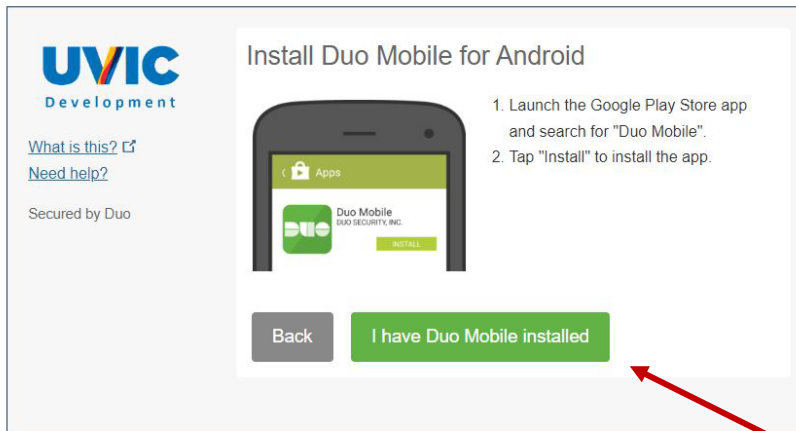 UVIC
Development
What is this?
Need help?
Secured by Duo
Install Duo Mobile for Android
1. Launch the Google Play Store app
and search for "Duo Mobile".
2. Tap "Install" to install the app.
Apps
DUO
Duo Mobile
DUO SECURITY, INC.
INSTALL
Back
I have Duo Mobile installed